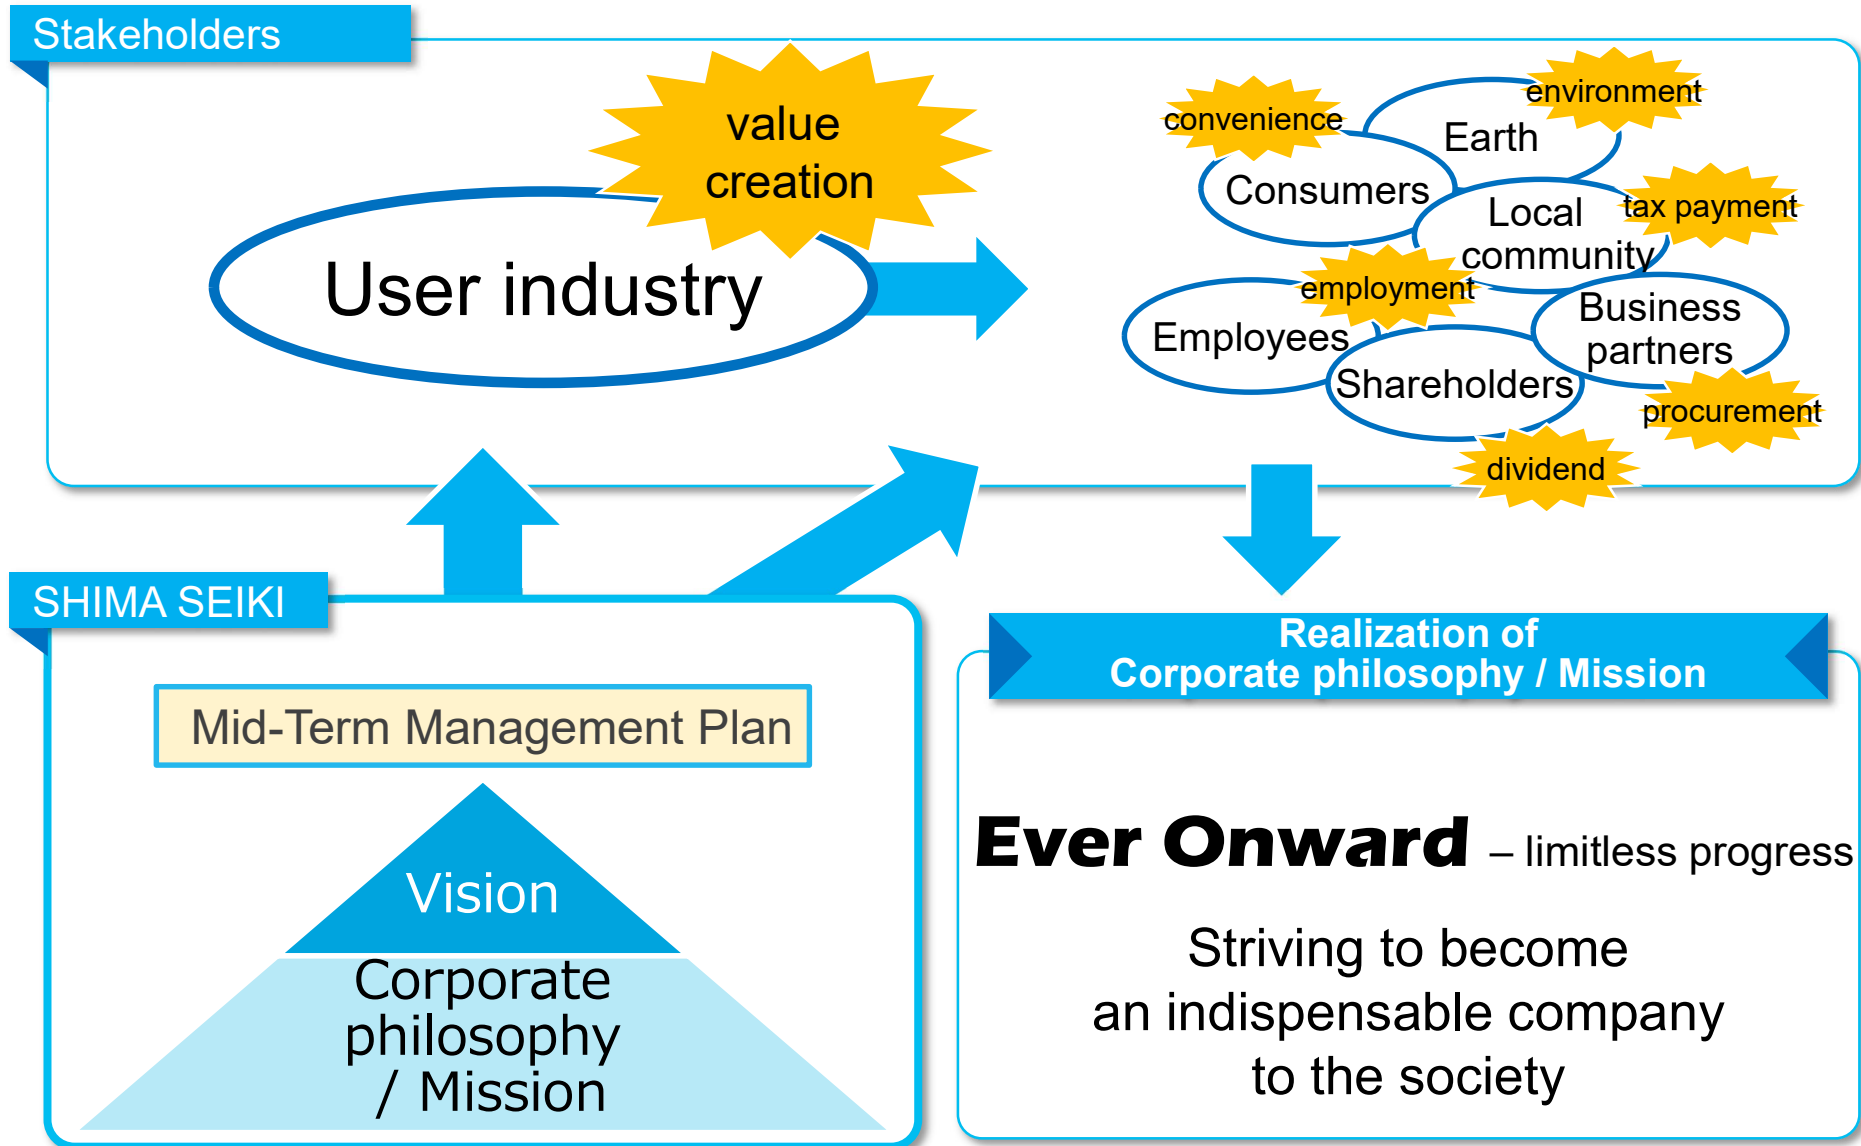 Stakeholders
value
creation
User industry
convenience
environment
Earth
Consumers
Local
community
tax payment
employment
Employees
Business
partners
Shareholders
procurement
dividend
SHIMA SEIKI
Mid-Term Management Plan
Vision
Corporate
philosophy
/ Mission
Realization of
Corporate philosophy / Mission
Ever Onward – limitless progress
Striving to become
an indispensable company
to the society